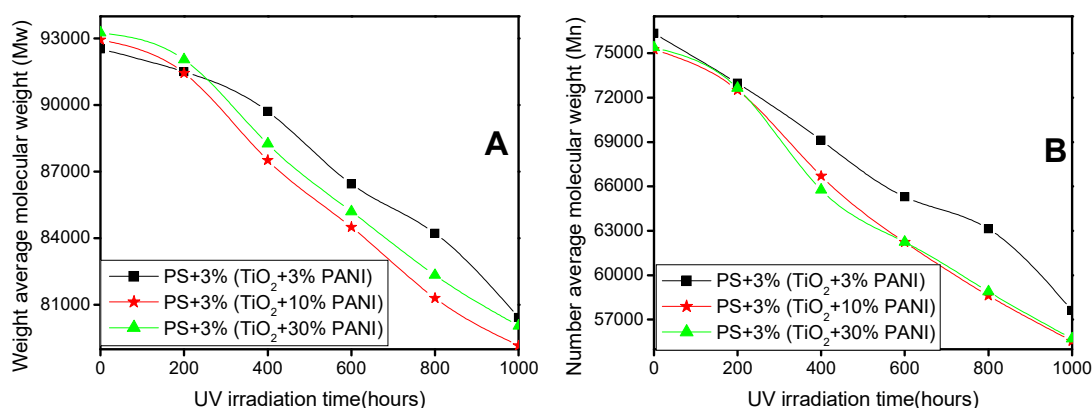 A
Weight average molecular weight (Mw)
93000
90000
87000
84000
81000
PS+3% (TiO₂+3% PANI)
PS+3% (TiO₂+10% PANI)
PS+3% (TiO₂+30% PANI)
0 200 400 600 800 1000
UV irradiation time(hours)
B
Number average molecular weight (Mn)
75000
72000
69000
66000
63000
60000
57000
PS+3% (TiO₂+3% PANI)
PS+3% (TiO₂+10% PANI)
PS+3% (TiO₂+30% PANI)
0 200 400 600 800 1000
UV irradiation time(hours)